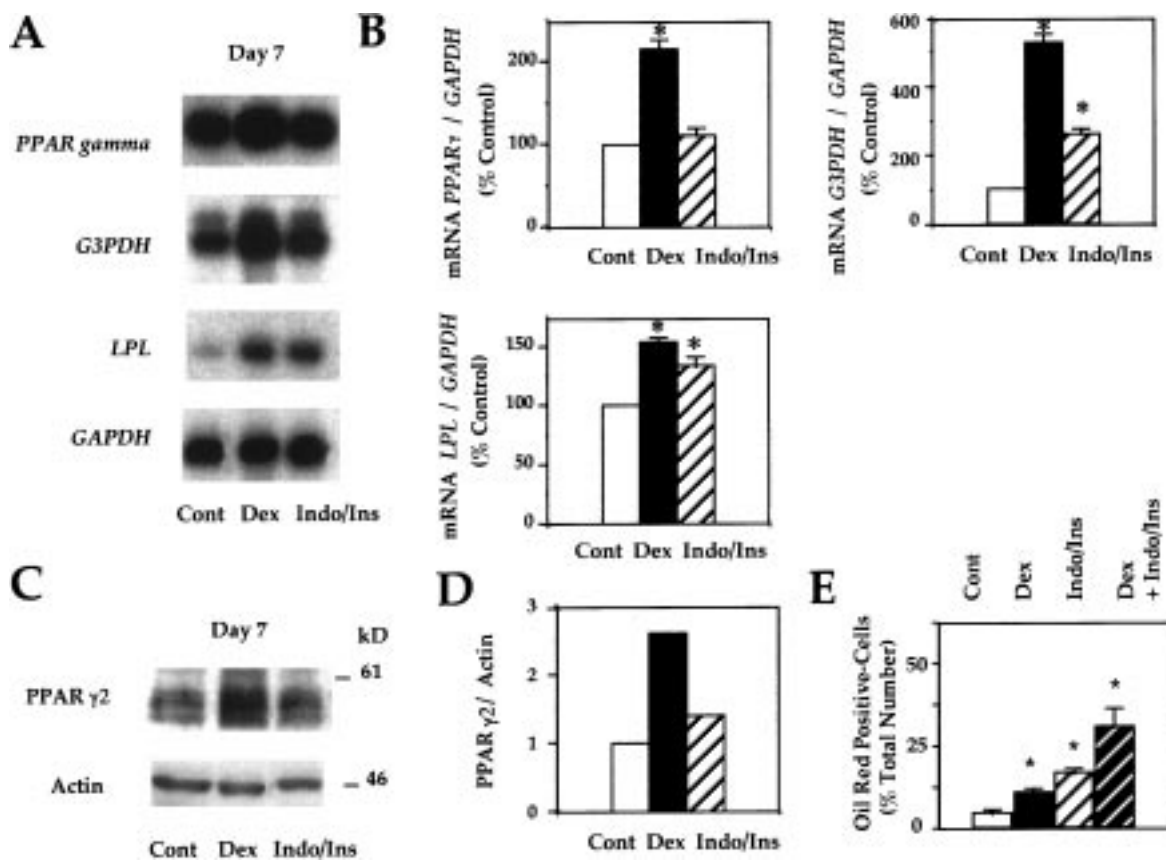 A
Day 7
PPAR gamma
G3PDH
LPL
GAPDH
Cont Dex Indo/Ins
B
mRNA PPARγ / GAPDH
(% Control)
200
100
0
*
Cont Dex Indo/Ins
mRNA G3PDH / GAPDH
(% Control)
600
400
200
0
*
*
Cont Dex Indo/Ins
mRNA LPL / GAPDH
(% Control)
150
100
50
0
*
*
Cont Dex Indo/Ins
C
Day 7
kD
PPAR γ2
61
Actin
46
Cont Dex Indo/Ins
D
PPAR γ2/ Actin
3
2
1
0
Cont Dex Indo/Ins
E
Cont
Dex
Indo/Ins
Dex
+ Indo/Ins
Oil Red Positive-Cells
(% Total Number)
50
25
0
*
*
*